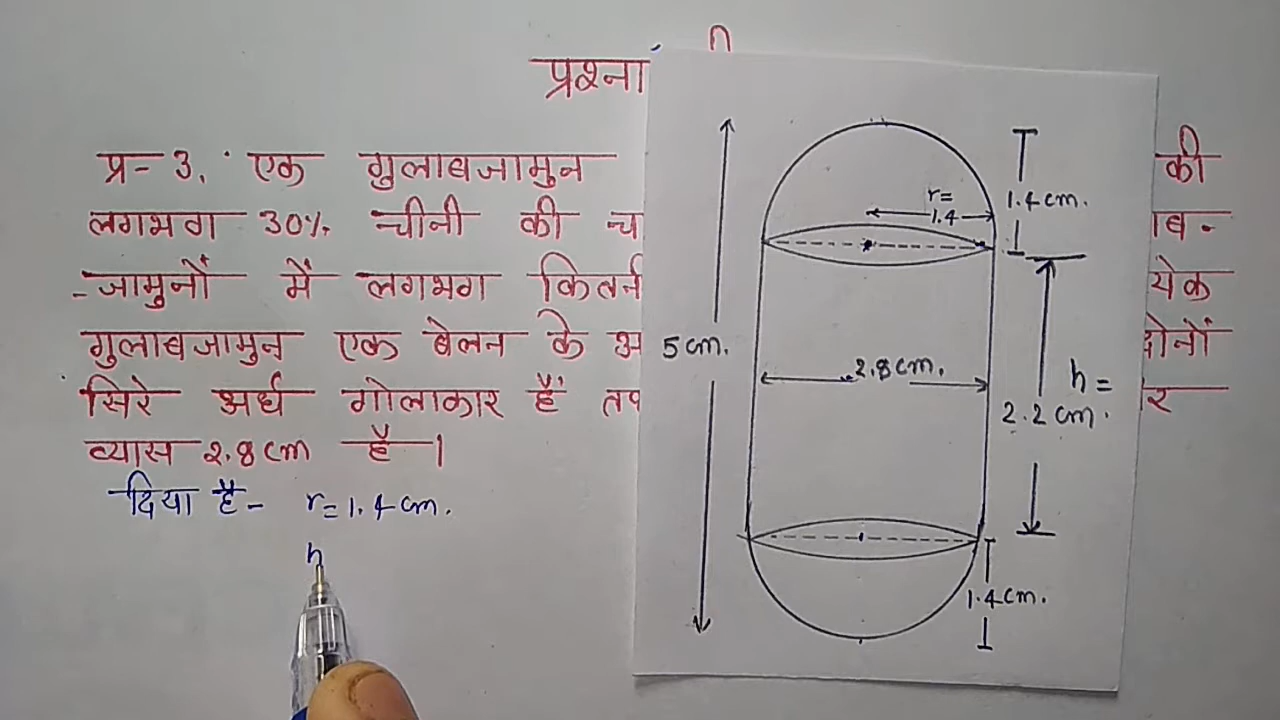 प्रश्ना
प्र- 3. एक गुलाबजामुन की
लगभग 30% चीनी की
-जामुनों में लगभग
गुलाबजामुन एक बेलन के दोनों
सिरे अर्ध गोलाकार हैं
व्यास 2.8 cm है।
दिया है- r=1.4 cm.
h
r=
1.4
1.4 cm.
5 cm.
2.8 cm.
h =
2.2 cm.
1.4 cm.